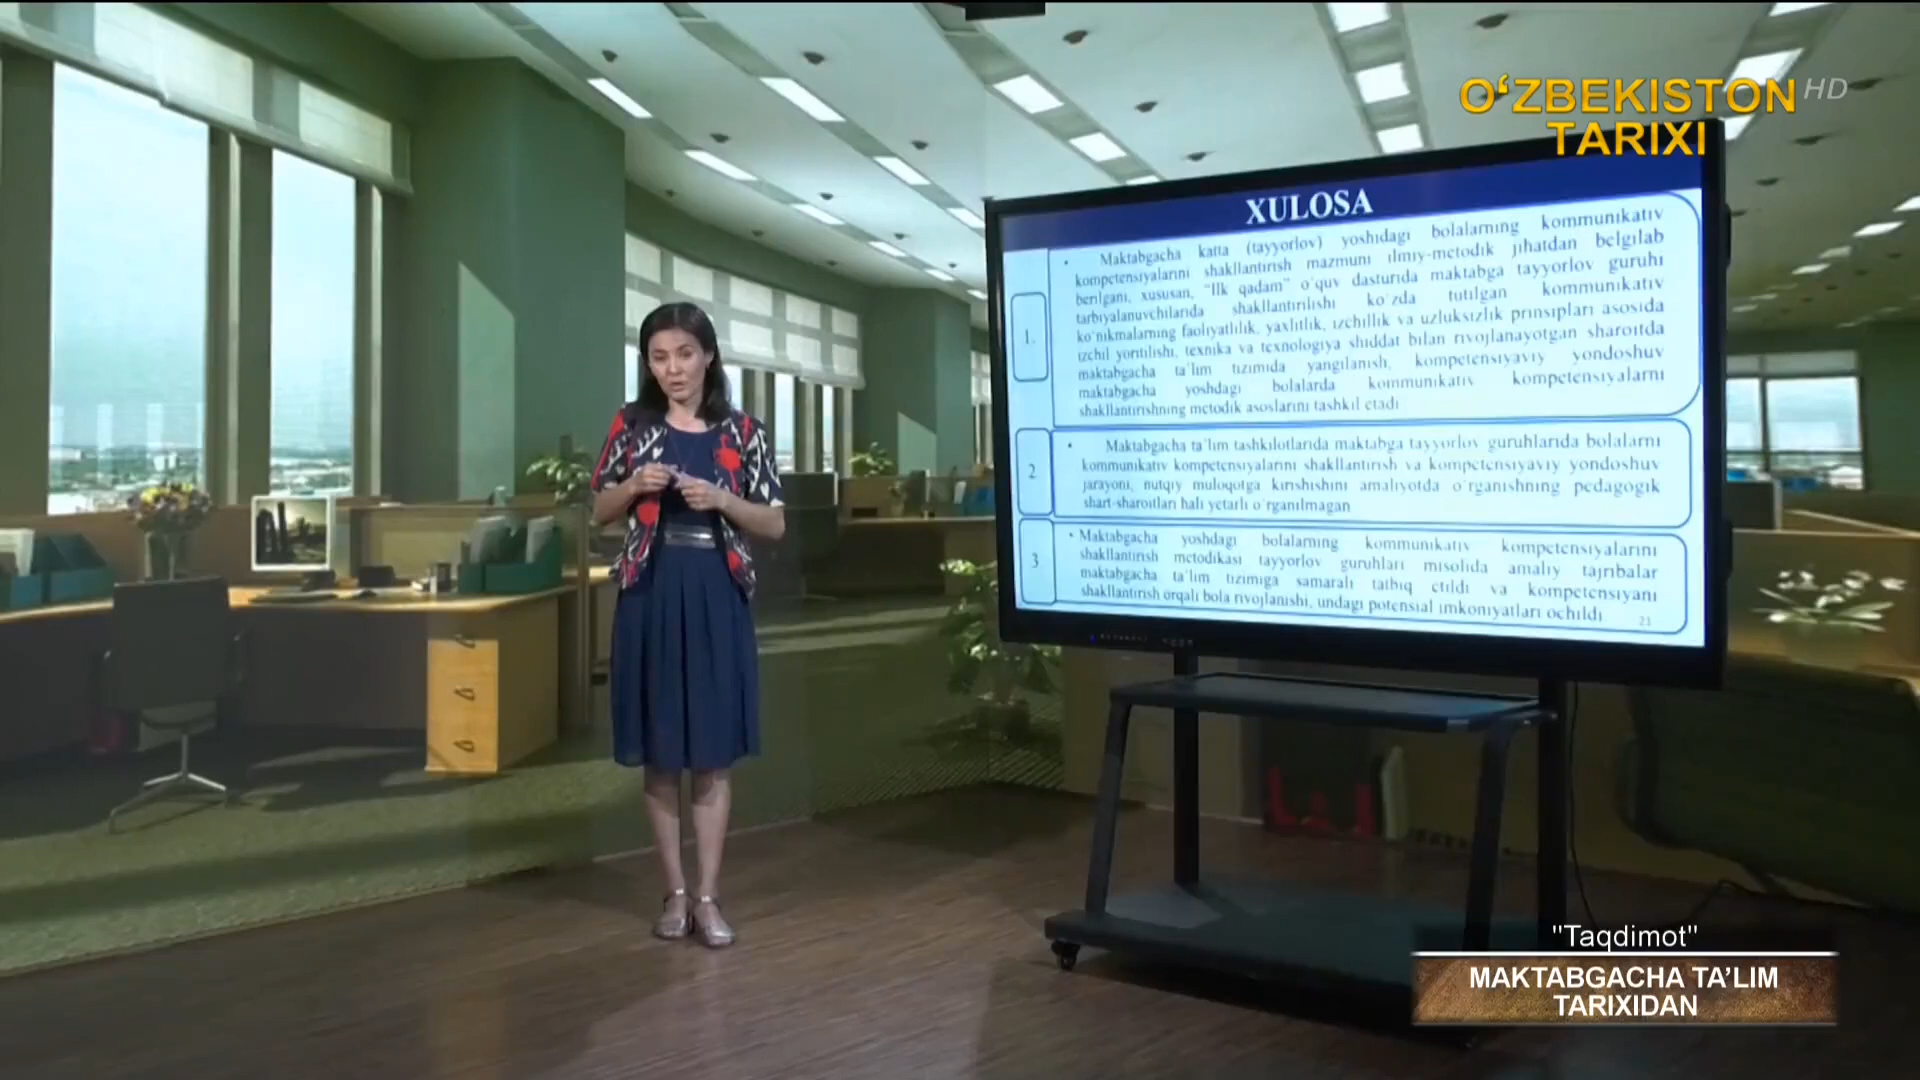 O‘ZBEKISTON HD
TARIXI
XULOSA
1.
• Maktabgacha katta (tayyorlov) yoshidagi bolalarning kommunikativ
kompetensiyalarini shakllantirish mazmuni ilmiy-metodik jihatdan belgilab
berilgani, xususan, “Ilk qadam” o`quv dasturida maktabga tayyorlov guruhi
tarbiyalanuvchilarida shakllantirilishi ko`zda tutilgan kommunikativ
ko`nikmalarning faoliyatlilik, yaxlitlik, izchillik va uzluksizlik prinsiplari asosida
izchil yoritilishi, texnika va texnologiya shiddat bilan rivojlanayotgan sharoitda
maktabgacha ta`lim tizimida yangilanish, kompetensiyaviy yondoshuv
maktabgacha yoshdagi bolalarda kommunikativ kompetensiyalarni
shakllantirishning metodik asoslarini tashkil etadi
2
• Maktabgacha ta`lim tashkilotlarida maktabga tayyorlov guruhlarida bolalarni
kommunikativ kompetensiyalarini shakllantirish va kompetensiyaviy yondoshuv
jarayoni, nutqiy muloqotga kirishishini amaliyotda o`rganishning pedagogik
shart-sharoitlari hali yetarli o`rganilmagan
3
• Maktabgacha yoshdagi bolalarning kommunikativ kompetensiyalarini
shakllantirish metodikasi tayyorlov guruhlari misolida amaliy tajribalar
maktabgacha ta`lim tizimiga samarali tatbiq etildi va kompetensiyani
shakllantirish orqali bola rivojlanishi, undagi potensial imkoniyatlari ochildi
21
"Taqdimot"
MAKTABGACHA TA’LIM
TARIXIDAN